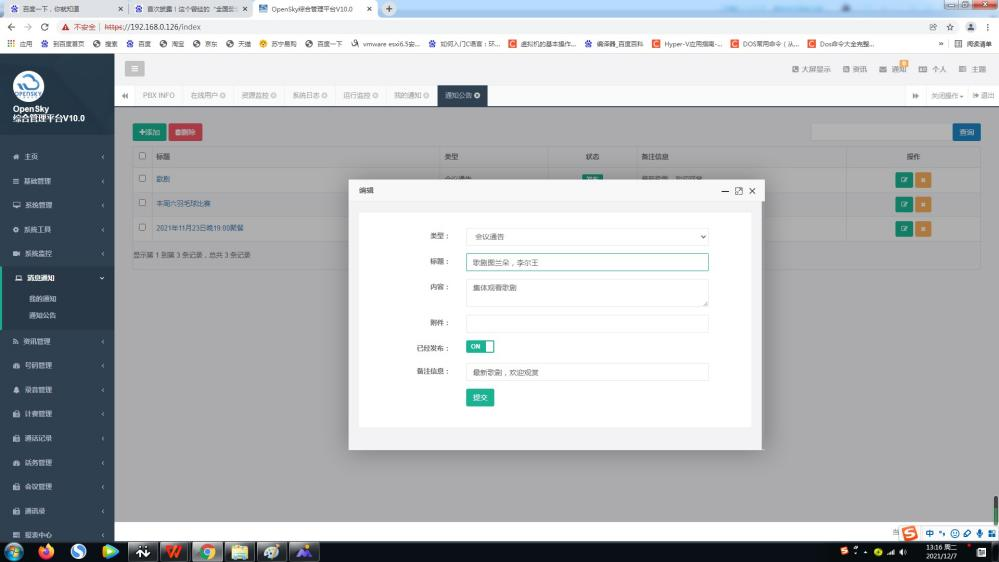 百度一下，你就知道
首次披露！这个曾经的“全国
OpenSky综合管理平台V10.0
不安全
https://192.168.0.126/index
应用
到百度首页
搜索
百度
淘宝
京东
天猫
苏宁易购
百度一下
vmware esxi6.5安...
如何入门C语言：环...
虚拟机的基本操作...
编译器_百度百科
Hyper-V应用指南-...
DOS常用命令（从...
Dos命令大全完整...
阅读清单
OPENSKY
OpenSky
综合管理平台V10.0
大屏显示
资讯
通知
个人
主题
PBX INFO
在线用户
资源监控
系统日志
运行监控
我的通知
通知公告
关闭操作
退出
主页
基础管理
系统管理
系统工具
系统监控
消息通知
我的通知
通知公告
资讯管理
号码管理
录音管理
计费管理
通话记录
话务管理
会议管理
通讯录
报表中心
添加
删除
查询
标题
类型
状态
备注信息
操作
歌剧
本周六羽毛球比赛
2021年11月23日晚19:00聚餐
显示第 1 到第 3 条记录，总共 3 条记录
编辑
类型：
会议通告
标题：
歌剧图兰朵，李尔王
内容：
集体观看歌剧
附件：
已经发布：
ON
备注信息：
最新歌剧，欢迎观赏
提交
中
13:16 周二
2021/12/7